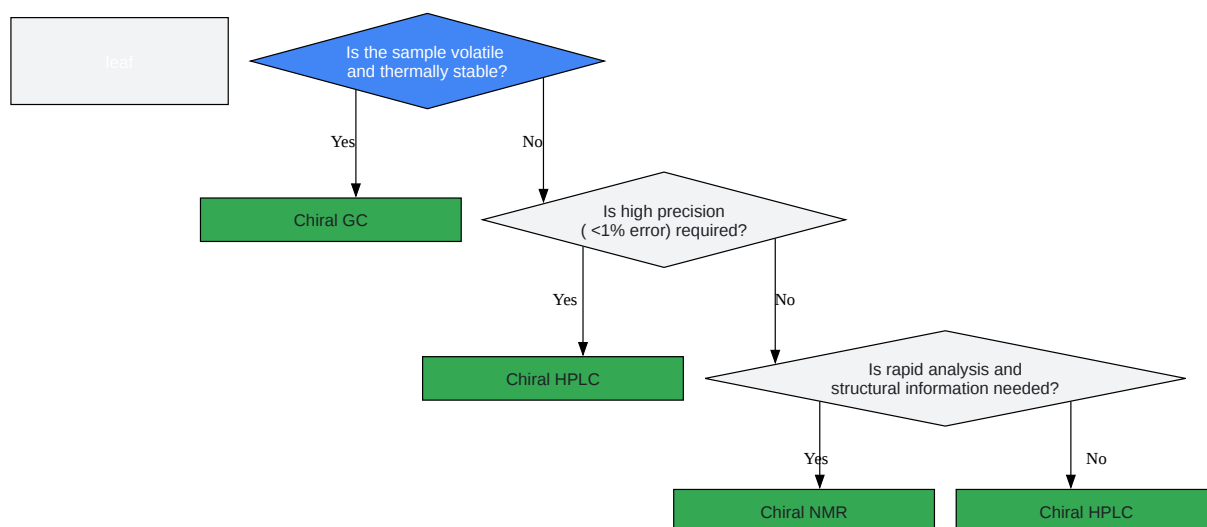 leaf
Is the sample volatile
and thermally stable?
Yes
No
Chiral GC
Is high precision
( <1% error) required?
Yes
No
Chiral HPLC
Is rapid analysis and
structural information needed?
Yes
No
Chiral NMR
Chiral HPLC